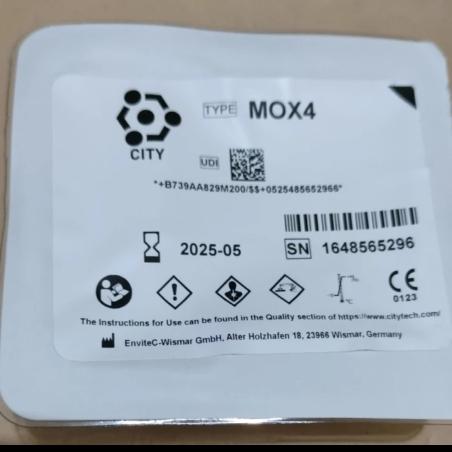 TYPE MOX4
CITY
UDI
*+B739AA829M200/$$+0525485652966*
2025-05
SN 1648565296
CE
0123
The Instructions for Use can be found in the Quality section of https://www.citytech.com/
EnviteC-Wismar GmbH, Alter Holzhafen 18, 23966 Wismar, Germany